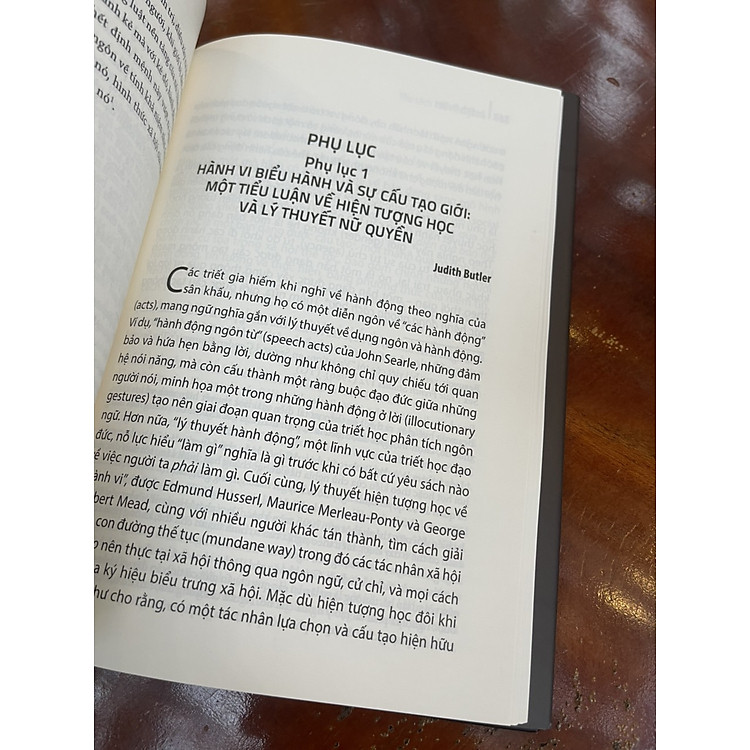 nó, hình thức xã
nó¹.
PHỤ LỤC
Phụ lục 1
HÀNH VI BIỂU HÀNH VÀ SỰ CẤU TẠO GIỚI:
MỘT TIỂU LUẬN VỀ HIỆN TƯỢNG HỌC
VÀ LÝ THUYẾT NỮ QUYỀN
Judith Butler
Các triết gia hiếm khi nghĩ về hành động theo nghĩa của
sân khấu, nhưng họ có một diễn ngôn về "các hành động"
(acts), mang ngữ nghĩa gắn với lý thuyết về dụng ngôn và hành động.
Ví dụ, "hành động ngôn từ" (speech acts) của John Searle, những đảm
bảo và hứa hẹn bằng lời, dường như không chỉ quy chiếu tới quan
hệ nói năng, mà còn cấu thành một ràng buộc đạo đức giữa những
người nói, minh họa một trong những hành động ở lời (illocutionary
gestures) tạo nên giai đoạn quan trọng của triết học phân tích ngôn
ngữ. Hơn nữa, "lý thuyết hành động", một lĩnh vực của triết học đạo
đức, nỗ lực hiểu "làm gì" nghĩa là gì trước khi có bất cứ yêu sách nào
về việc người ta phải làm gì. Cuối cùng, lý thuyết hiện tượng học về
ành vi", được Edmund Husserl, Maurice Merleau-Ponty và George
bert Mead, cùng với nhiều người khác tán thành, tìm cách giải
con đường thế tục (mundane way) trong đó các tác nhân xã hội
nên thực tại xã hội thông qua ngôn ngữ, cử chỉ, và mọi cách
a ký hiệu biểu trưng xã hội. Mặc dù hiện tượng học đôi khi
như cho rằng, có một tác nhân lựa chọn và cấu tạo hiện hữu